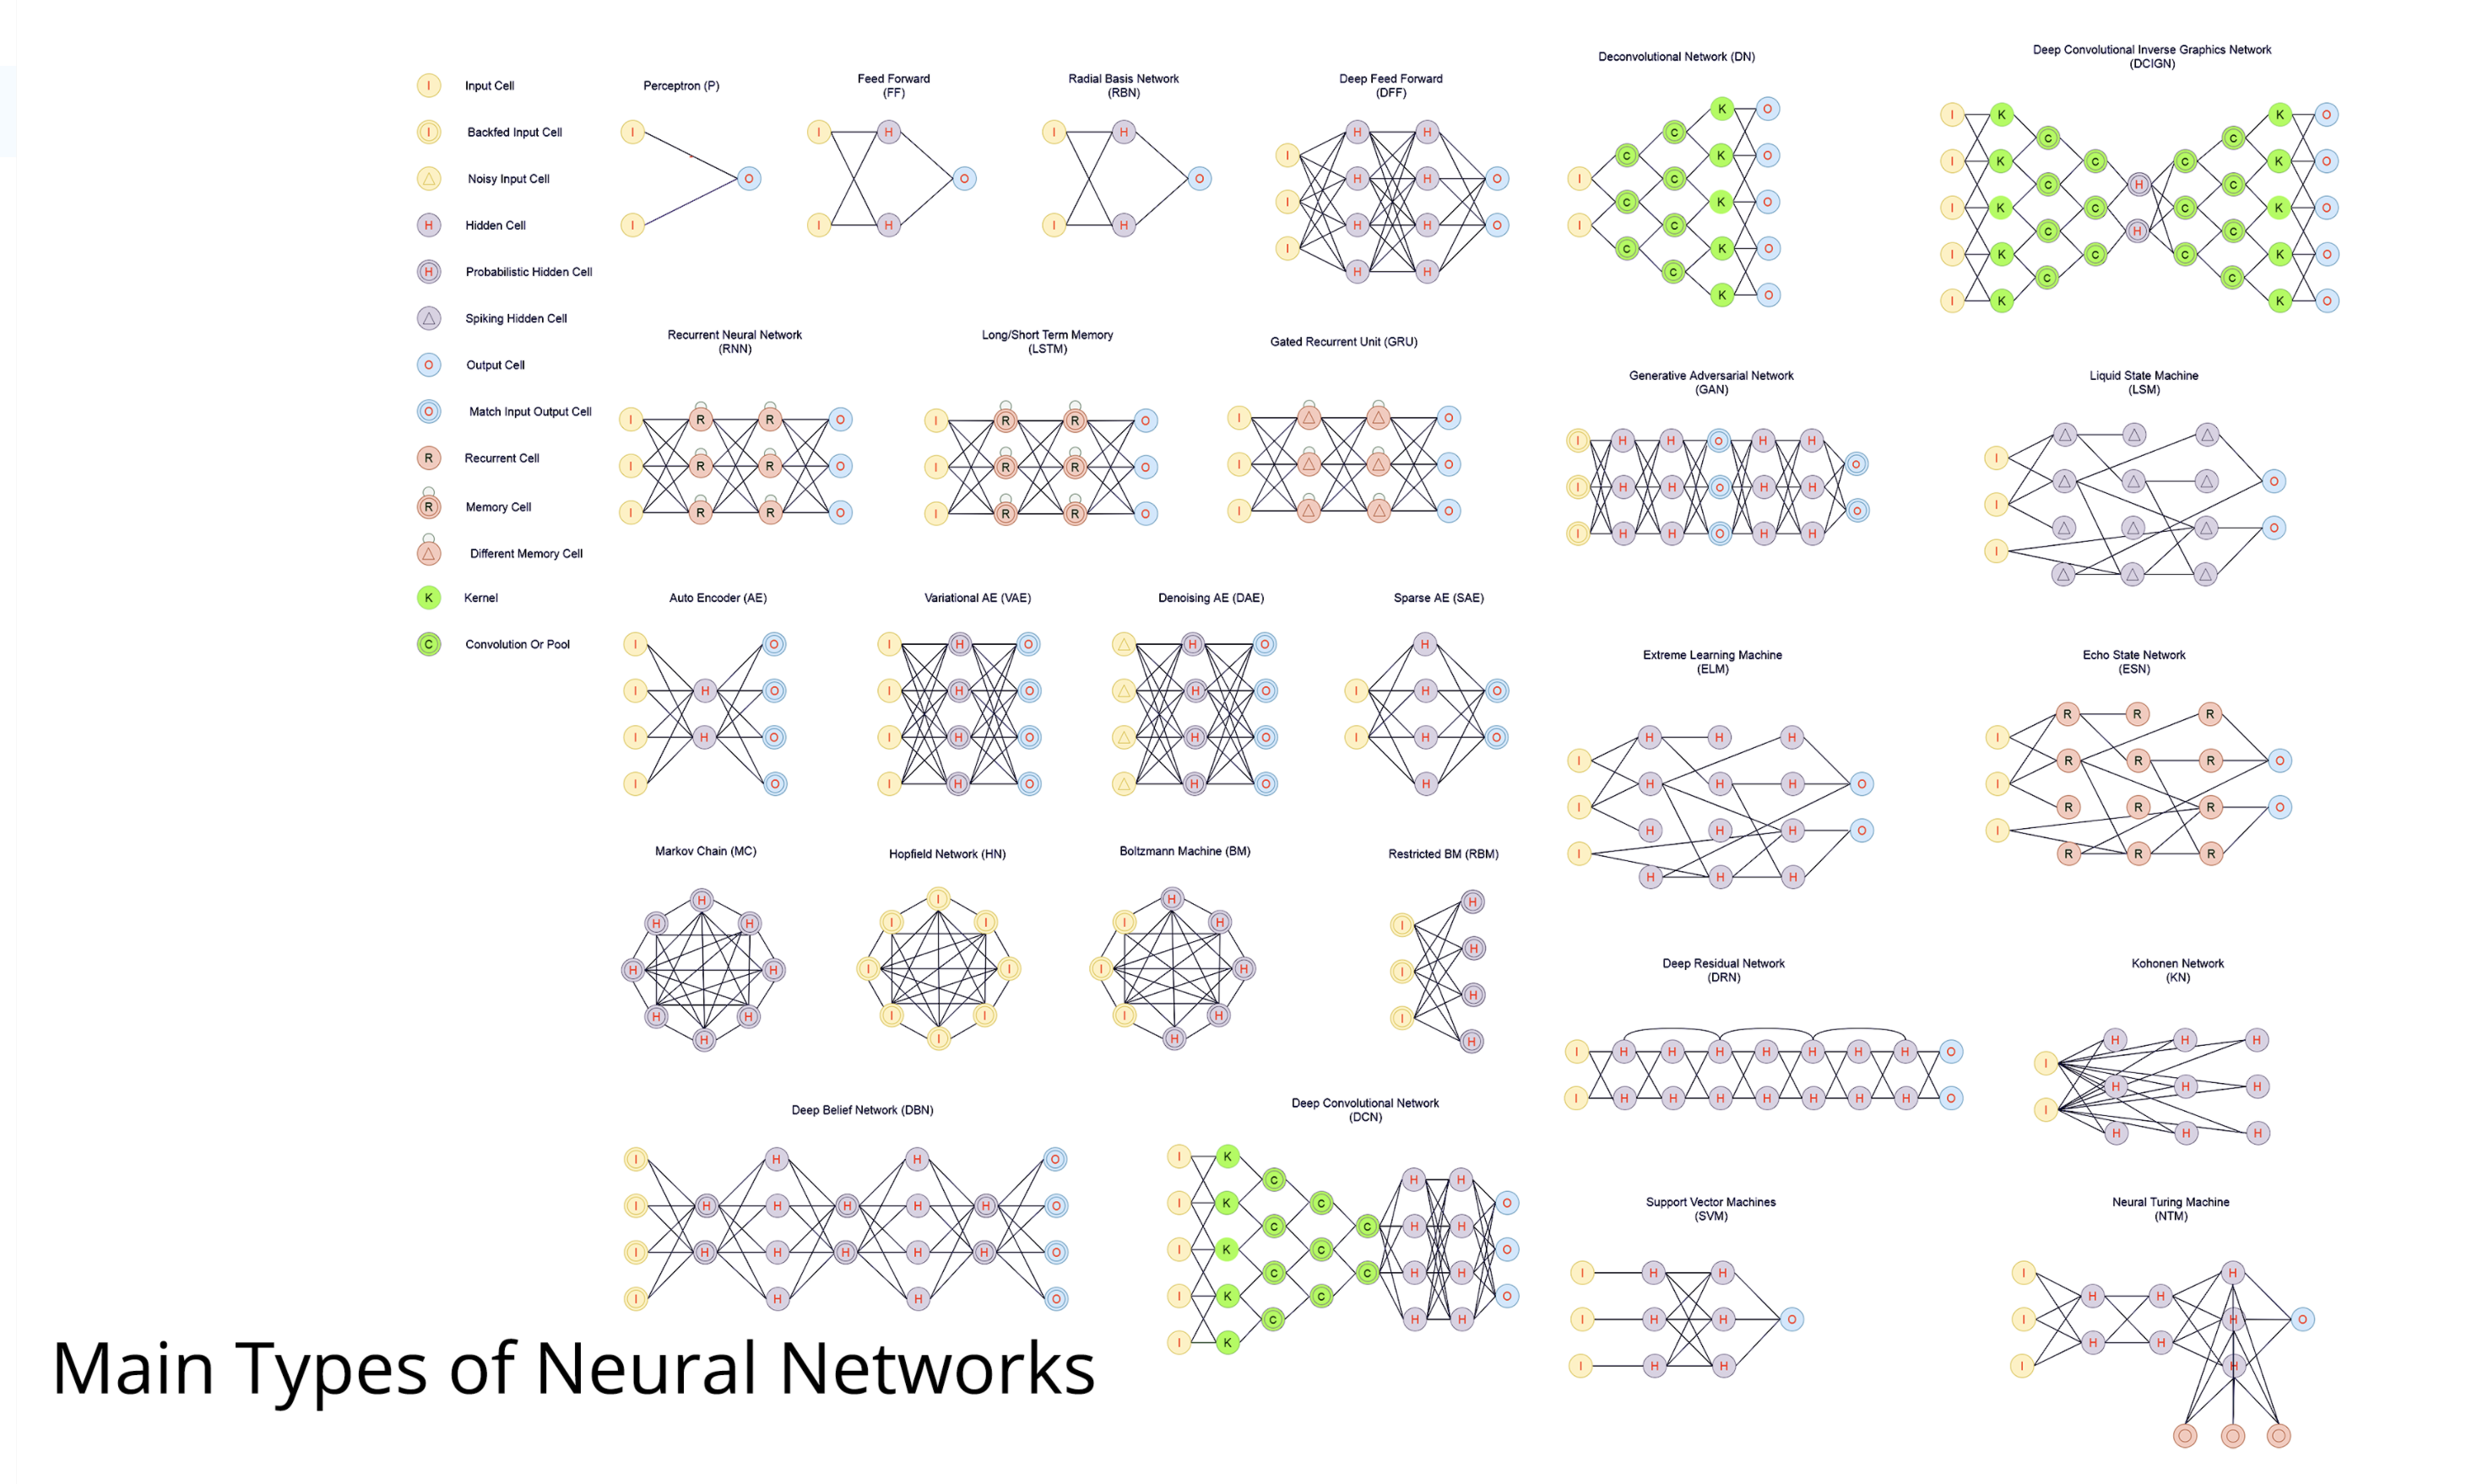 Input Cell
Backfed Input Cell
Noisy Input Cell
Hidden Cell
Probabilistic Hidden Cell
Spiking Hidden Cell
Output Cell
Match Input Output Cell
Recurrent Cell
Memory Cell
Different Memory Cell
Kernel
Convolution Or Pool
Perceptron (P)
Feed Forward
(FF)
Radial Basis Network
(RBN)
Deep Feed Forward
(DFF)
Deconvolutional Network (DN)
Deep Convolutional Inverse Graphics Network
(DCIGN)
Recurrent Neural Network
(RNN)
Long/Short Term Memory
(LSTM)
Gated Recurrent Unit (GRU)
Generative Adversarial Network
(GAN)
Liquid State Machine
(LSM)
Auto Encoder (AE)
Variational AE (VAE)
Denoising AE (DAE)
Sparse AE (SAE)
Extreme Learning Machine
(ELM)
Echo State Network
(ESN)
Markov Chain (MC)
Hopfield Network (HN)
Boltzmann Machine (BM)
Restricted BM (RBM)
Deep Residual Network
(DRN)
Kohonen Network
(KN)
Deep Belief Network (DBN)
Deep Convolutional Network
(DCN)
Support Vector Machines
(SVM)
Neural Turing Machine
(NTM)
Main Types of Neural Networks